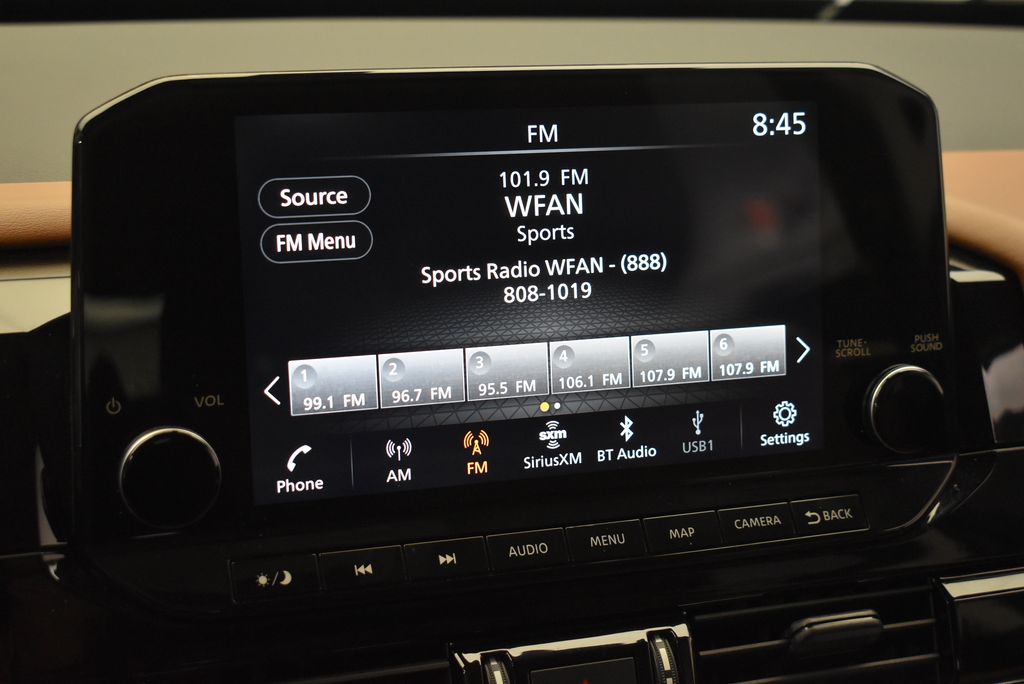 FM
8:45
Source
FM Menu
101.9 FM
WFAN
Sports
Sports Radio WFAN - (888)
808-1019
1
99.1 FM
2
96.7 FM
3
95.5 FM
4
106.1 FM
5
107.9 FM
6
107.9 FM
TUNE·
SCROLL
PUSH
SOUND
VOL
Phone
AM
FM
sxm
SiriusXM
BT Audio
USB1
Settings
AUDIO
MENU
MAP
CAMERA
BACK